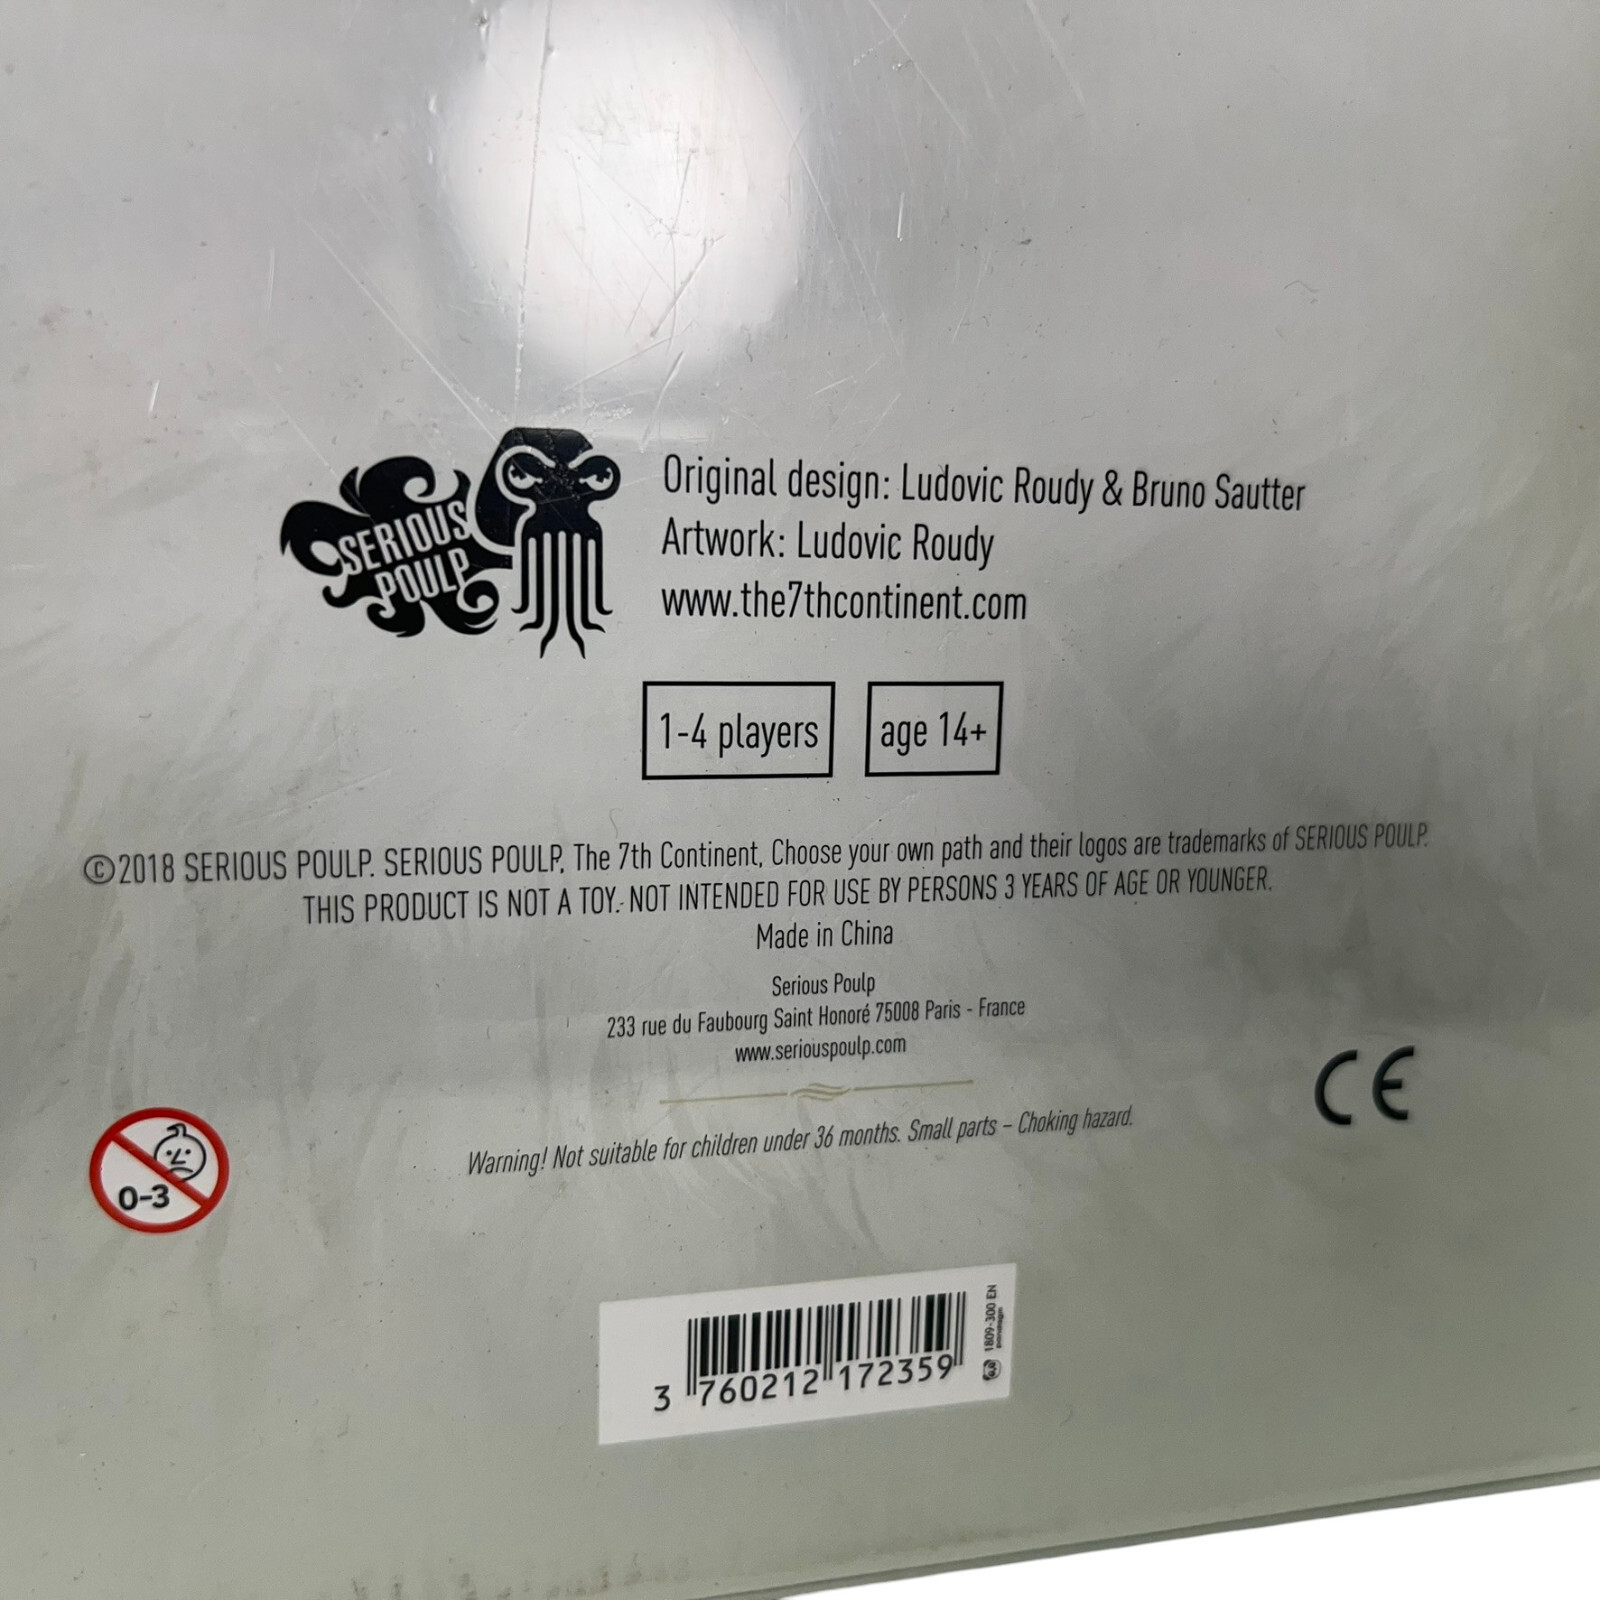 SERIOUS
POULP
Original design: Ludovic Roudy & Bruno Sautter
Artwork: Ludovic Roudy
www.the7thcontinent.com
1-4 players
age 14+
©2018 SERIOUS POULP. SERIOUS POULP, The 7th Continent, Choose your own path and their logos are trademarks of SERIOUS POULP.
THIS PRODUCT IS NOT A TOY. NOT INTENDED FOR USE BY PERSONS 3 YEARS OF AGE OR YOUNGER.
Made in China
Serious Poulp
233 rue du Faubourg Saint Honoré 75008 Paris - France
www.seriouspoulp.com
CE
0-3
Warning! Not suitable for children under 36 months. Small parts – Choking hazard.
3 760212 172359
1809-300 EN